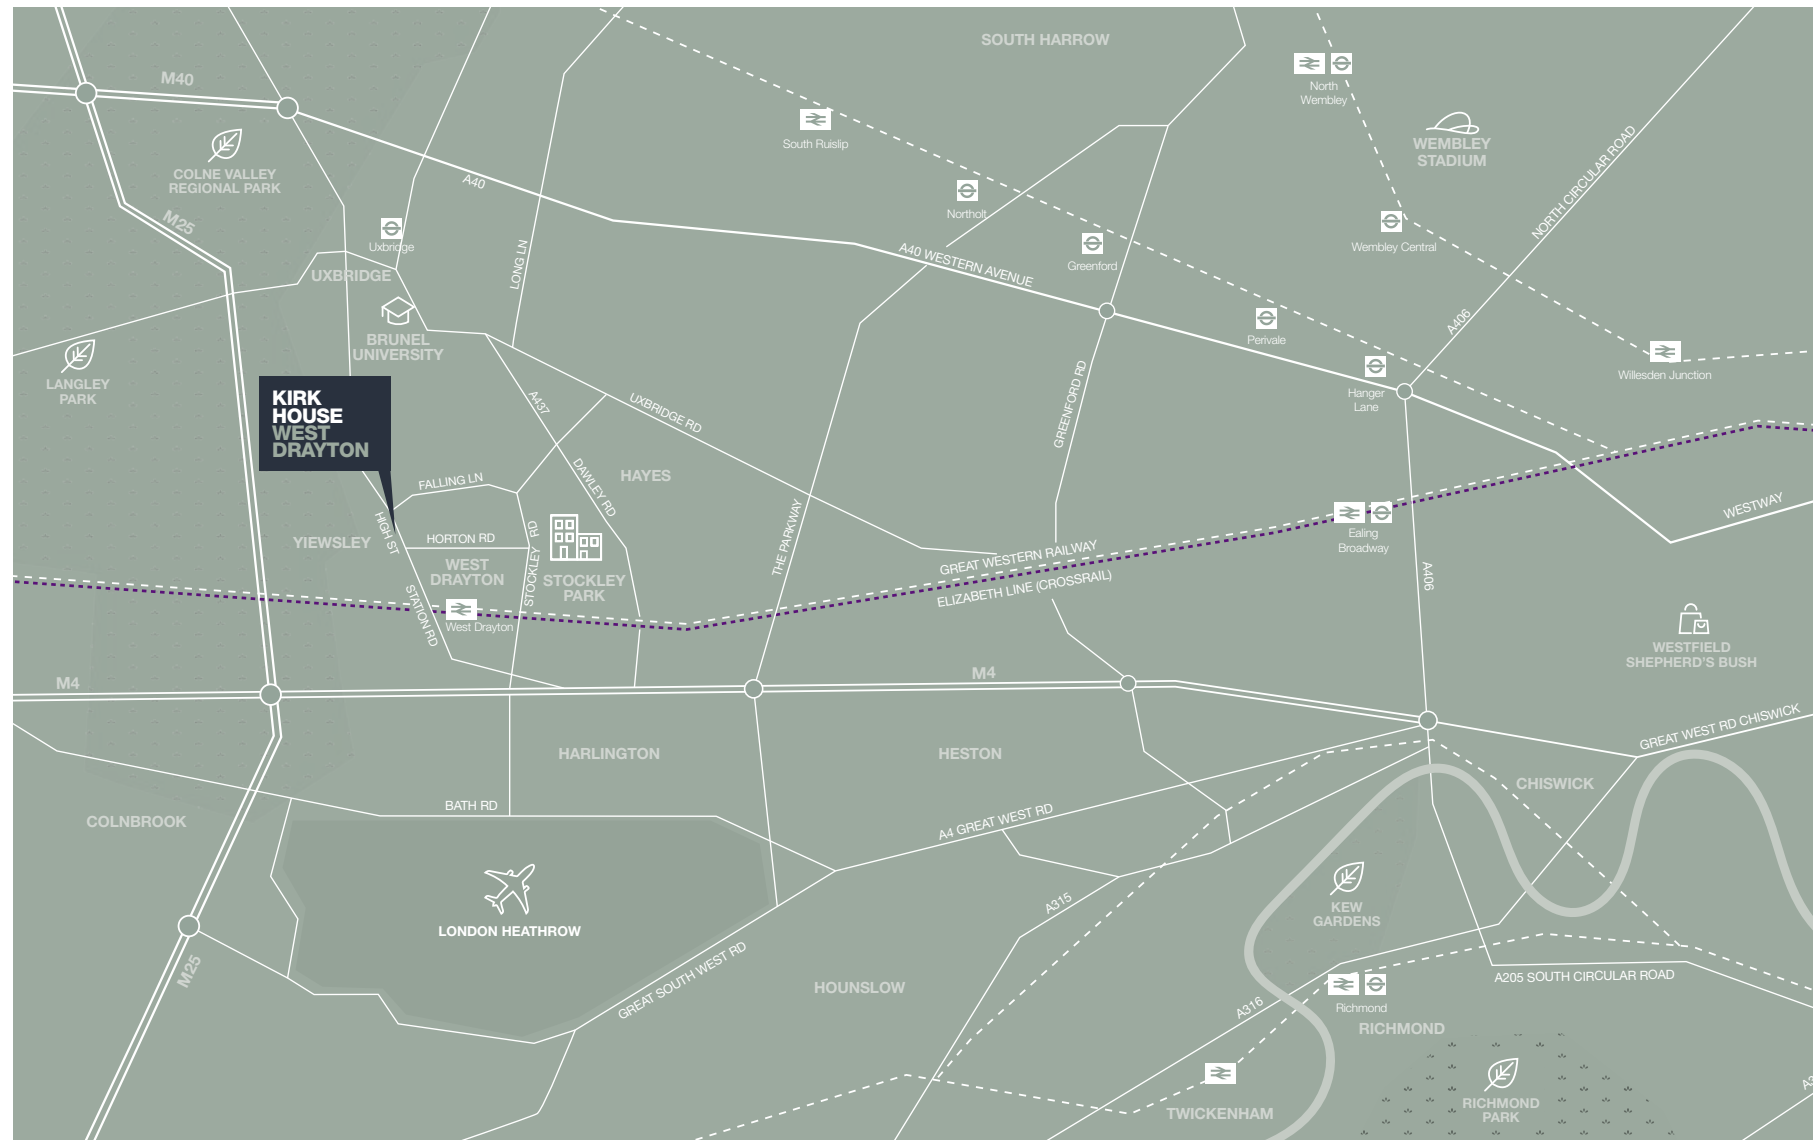 SOUTH HARROW
M40
North
Wembley
South Ruislip
WEMBLEY
STADIUM
NORTH CIRCULAR ROAD
COLNE VALLEY
REGIONAL PARK
A40
M25
Northolt
Uxbridge
Wembley Central
UXBRIDGE
LONG LN
A40 WESTERN AVENUE
Greenford
BRUNEL
UNIVERSITY
Perivale
A406
LANGLEY
PARK
Willesden Junction
Hanger
Lane
KIRK
HOUSE
WEST
DRAYTON
A437
UXBRIDGE RD
GREENFORD RD
HAYES
FALLING LN
DAWLEY RD
WESTWAY
HIGH ST
YIEWSLEY
HORTON RD
STOCKLEY RD
THE PARKWAY
Ealing
Broadway
GREAT WESTERN RAILWAY
ELIZABETH LINE (CROSSRAIL)
WEST
DRAYTON
STOCKLEY
PARK
A406
STATION RD
West Drayton
WESTFIELD
SHEPHERD'S BUSH
M4
M4
GREAT WEST RD CHISWICK
HARLINGTON
HESTON
CHISWICK
BATH RD
COLNBROOK
A4 GREAT WEST RD
A315
KEW
GARDENS
LONDON HEATHROW
M25
GREAT SOUTH WEST RD
HOUNSLOW
A205 SOUTH CIRCULAR ROAD
A316
Richmond
RICHMOND
RICHMOND
PARK
TWICKENHAM